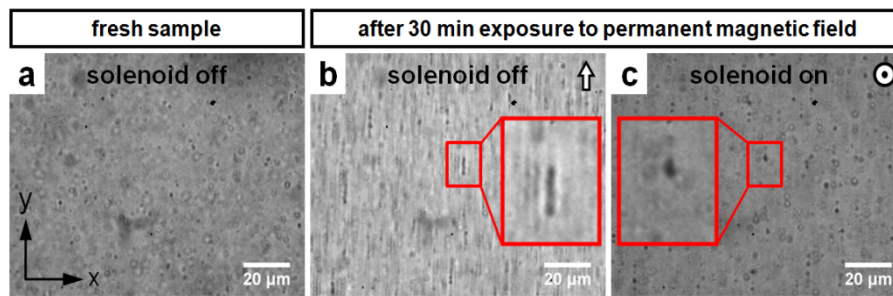 fresh sample
after 30 min exposure to permanent magnetic field
a
solenoid off
b
solenoid off
c
solenoid on
y
x
20 µm
20 µm
20 µm